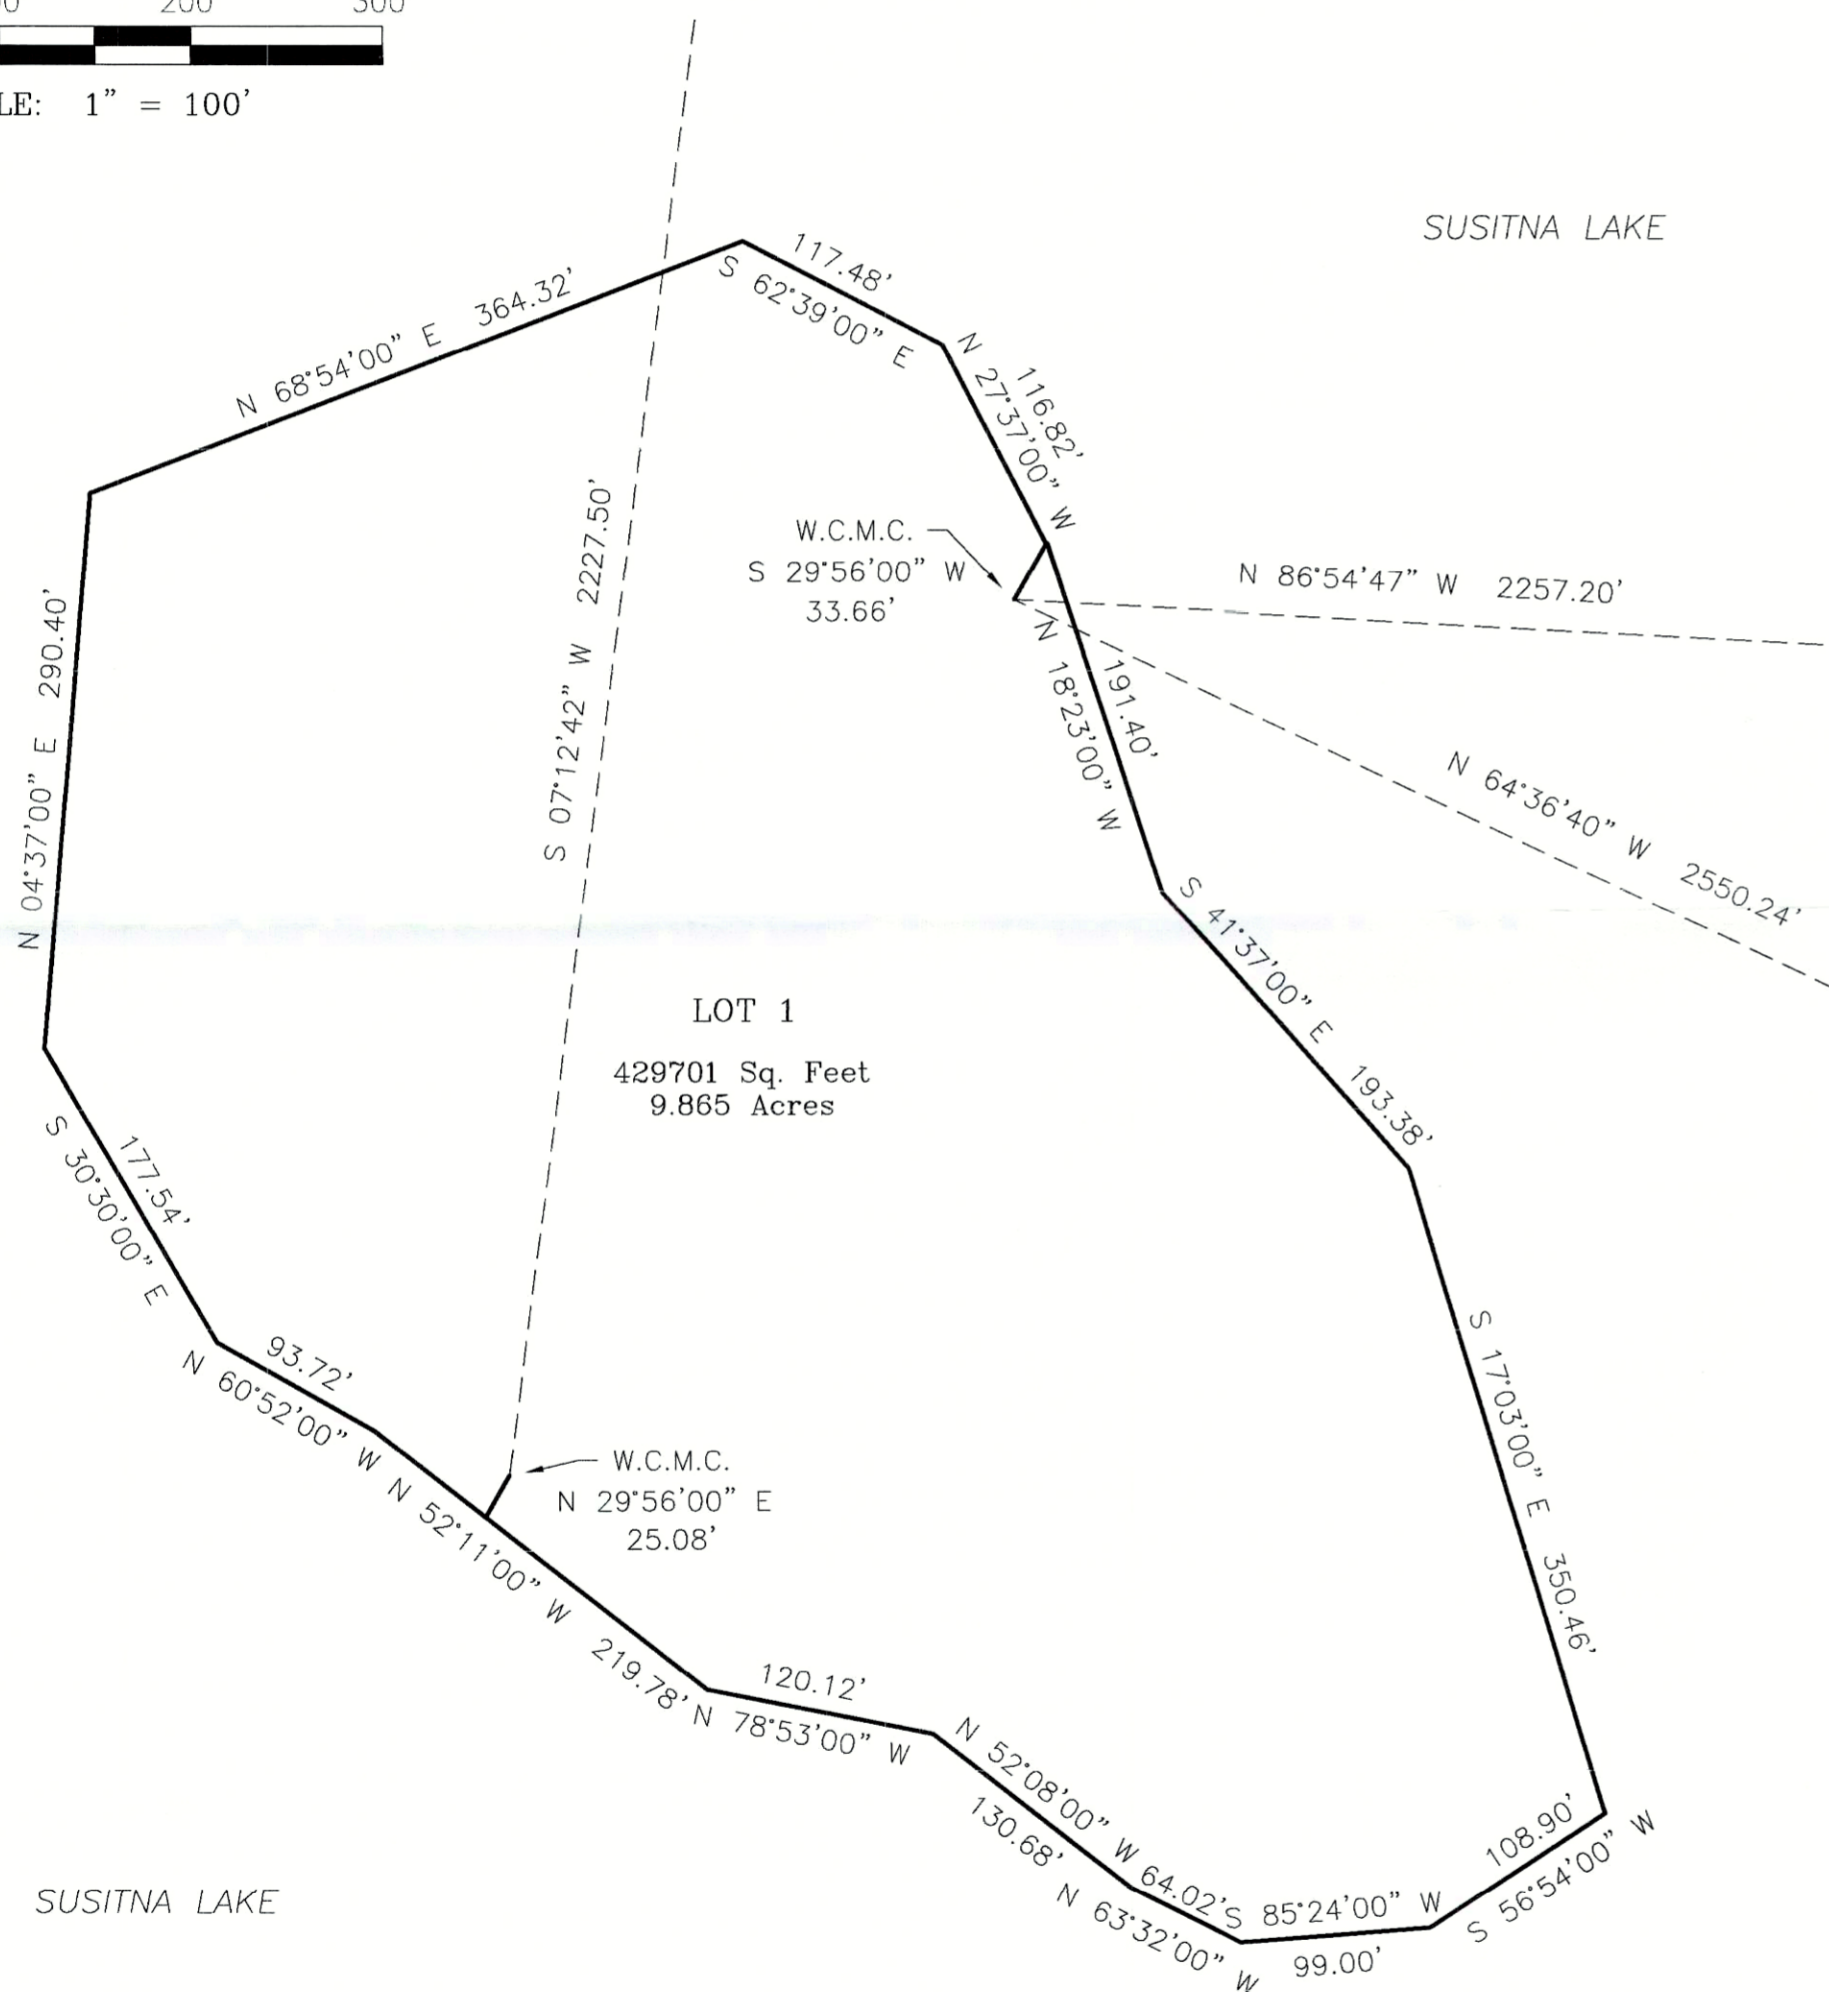 200
300
1” = 100’
SUSITNA LAKE
117.48’
S 62°39’00” E
N 68°54’00” E 364.32’
116.82’
N 27°37’00” W
S 07°12’42” W 2227.50’
W.C.M.C.
S 29°56’00” W
33.66’
N 86°54’47” W 2257.20’
N 04°37’00” E 290.40’
191.40’
N 18°23’00” W
N 64°36’40” W 2550.24’
S 41°37’00” E 193.38’
LOT 1
429701 Sq. Feet
9.865 Acres
177.54’
S 30°30’00” E
S 17°03’00” E 350.46’
93.72’
N 60°52’00” W
W.C.M.C.
N 29°56’00” E
25.08’
N 52°11’00” W 219.78’
120.12’
N 78°53’00” W
N 52°08’00” W
130.68’
64.02’
N 63°32’00” W
S 85°24’00” W
99.00’
108.90’
S 56°54’00” W
SUSITNA LAKE